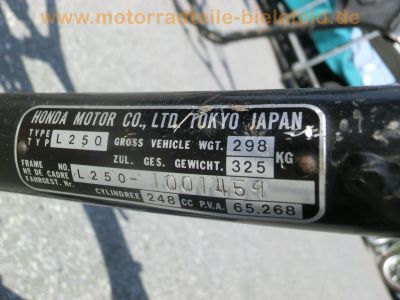 www.motorradteile-bielefeld.de
HONDA MOTOR CO., LTD. TOKYO JAPAN
TYPE TYP L250 GROSS VEHICLE WGT. 298 KG
ZUL. GES. GEWICHT. 325
FRAME NO.
Nº DE CADRE L250-1001451
FAHRGEST. Nr.
CYLINDREE 248 CC P.V.A. 65.268